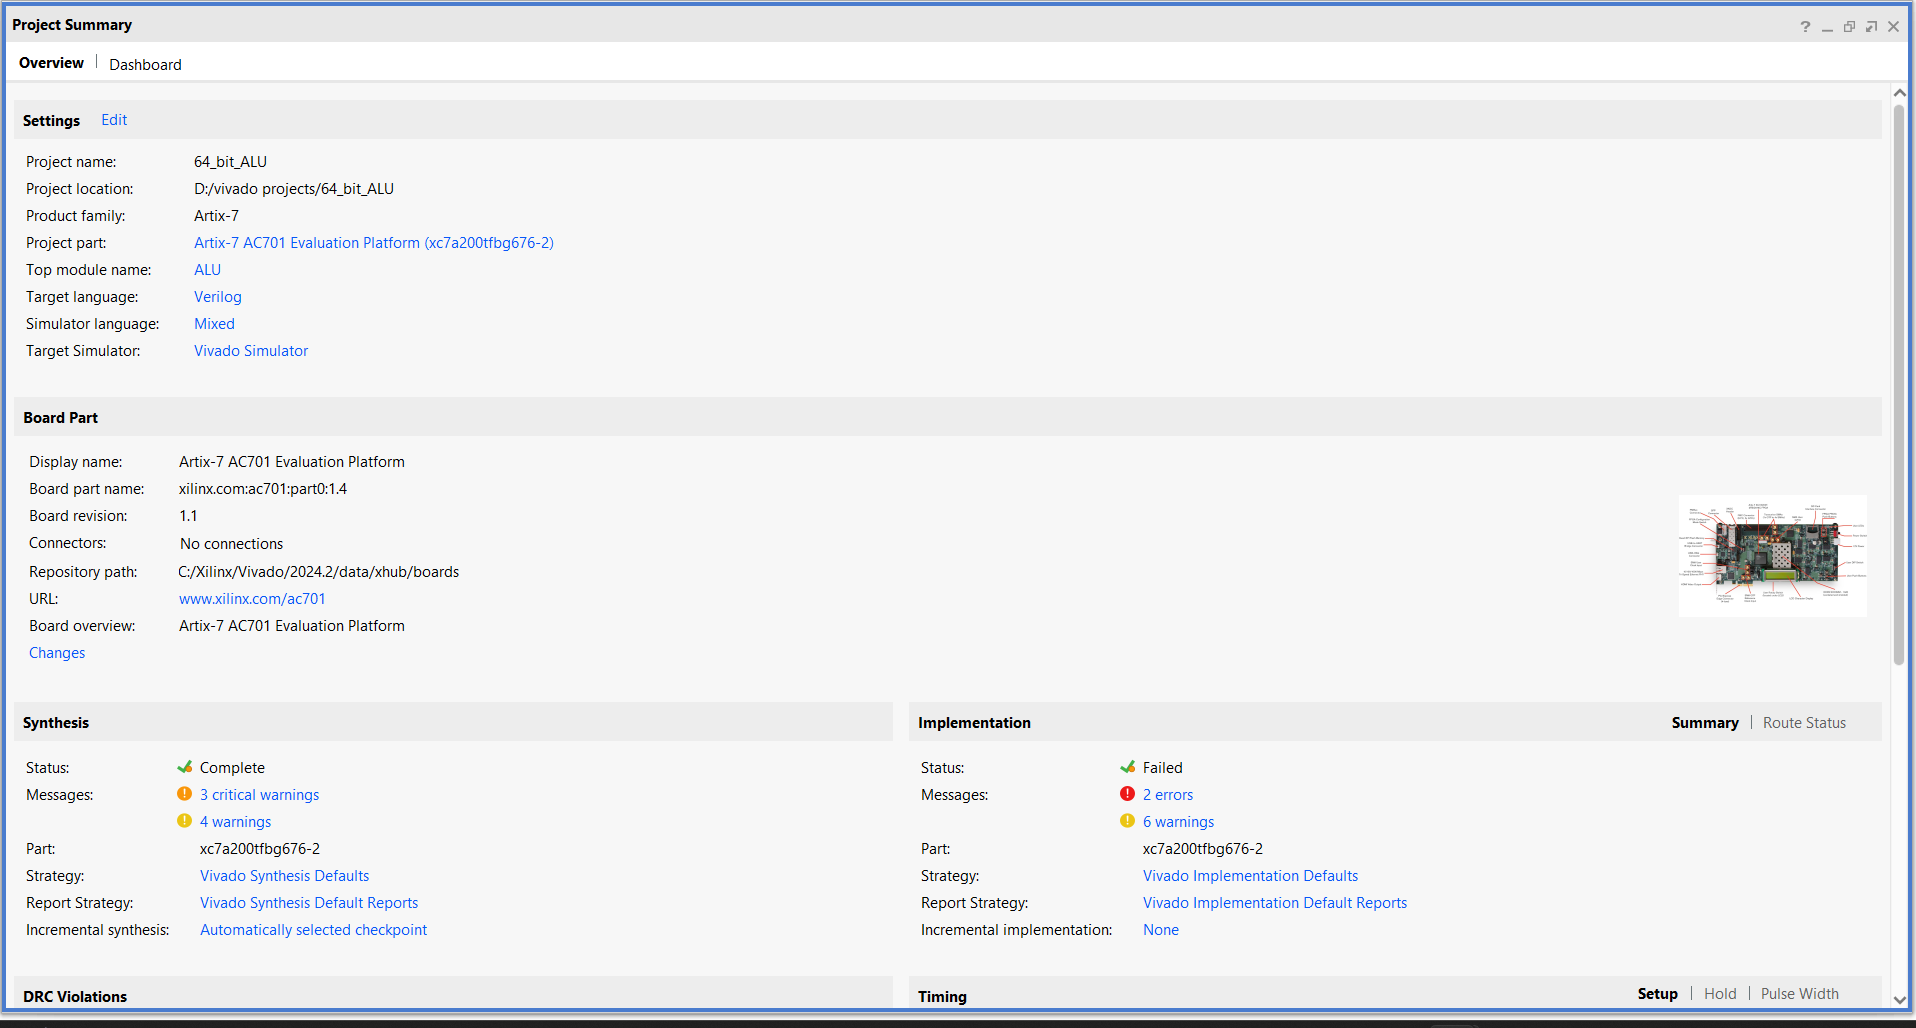 Project Summary
Overview | Dashboard
Settings Edit
Project name: 64_bit_ALU
Project location: D:/vivado projects/64_bit_ALU
Product family: Artix-7
Project part: Artix-7 AC701 Evaluation Platform (xc7a200tfbg676-2)
Top module name: ALU
Target language: Verilog
Simulator language: Mixed
Target Simulator: Vivado Simulator
Board Part
Display name: Artix-7 AC701 Evaluation Platform
Board part name: xilinx.com:ac701:part0:1.4
Board revision: 1.1
Connectors: No connections
Repository path: C:/Xilinx/Vivado/2024.2/data/xhub/boards
URL: www.xilinx.com/ac701
Board overview: Artix-7 AC701 Evaluation Platform
Changes
Synthesis
Status: Complete
Messages: 3 critical warnings
4 warnings
Part: xc7a200tfbg676-2
Strategy: Vivado Synthesis Defaults
Report Strategy: Vivado Synthesis Default Reports
Incremental synthesis: Automatically selected checkpoint
Implementation Summary | Route Status
Status: Failed
Messages: 2 errors
6 warnings
Part: xc7a200tfbg676-2
Strategy: Vivado Implementation Defaults
Report Strategy: Vivado Implementation Default Reports
Incremental implementation: None
DRC Violations
Timing Setup | Hold | Pulse Width